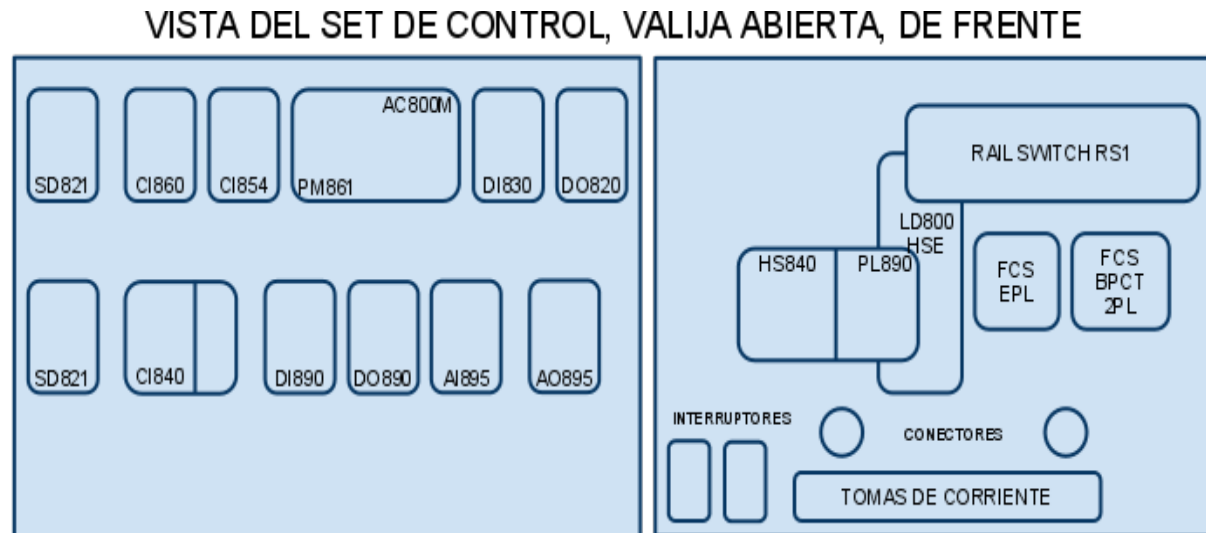 VISTA DEL SET DE CONTROL, VALIJA ABIERTA, DE FRENTE
AC800M
SD821
CI860
CI854
PM861
DI830
DO820
SD821
CI840
DI890
DO890
AI895
AO895
RAIL SWITCH RS1
LD800
HSE
HS840
PL890
FCS
EPL
FCS
BPCT
2PL
INTERRUPTORES
CONECTORES
TOMAS DE CORRIENTE